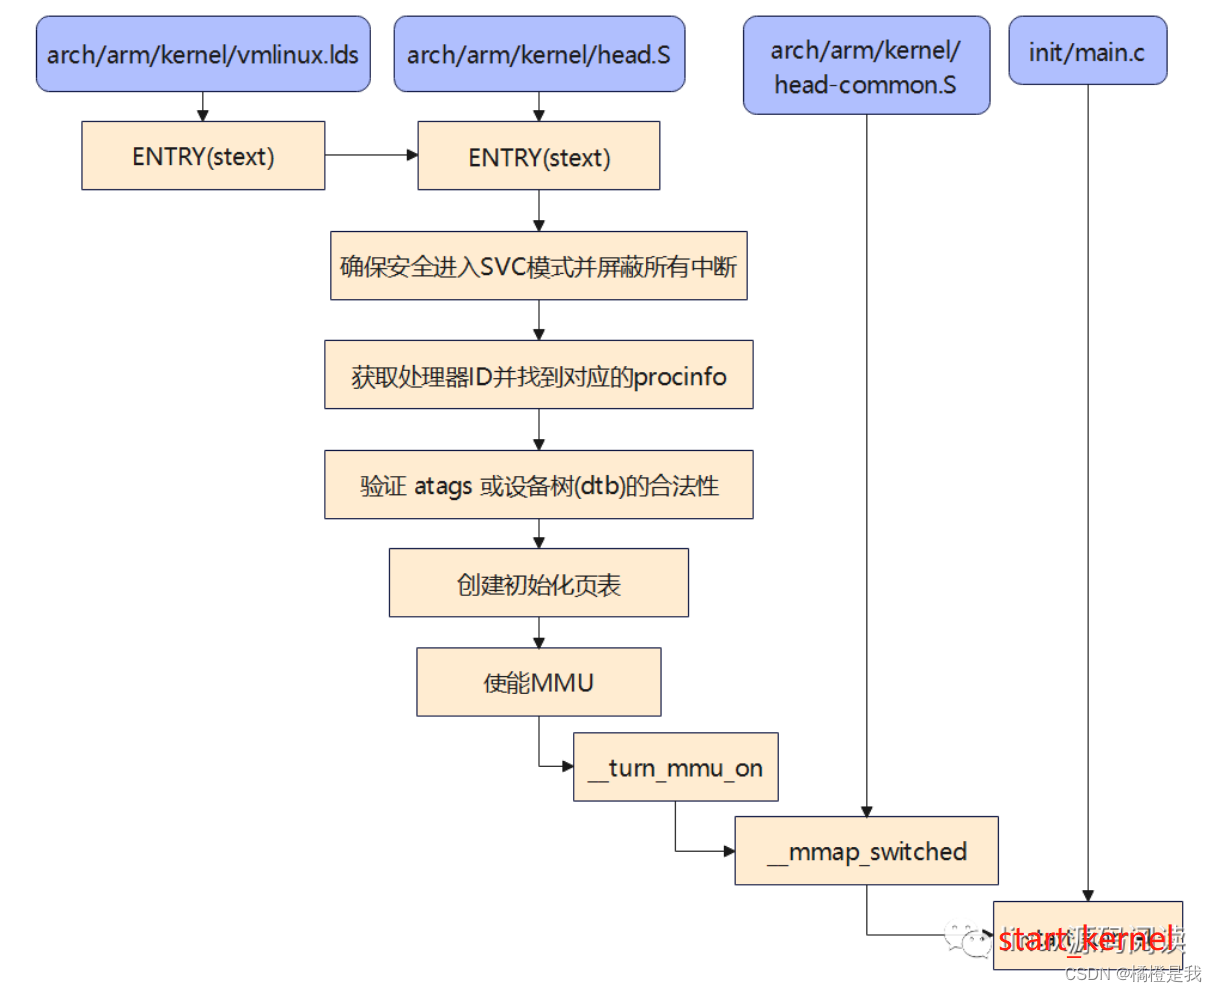 arch/arm/kernel/vmlinux.lds
arch/arm/kernel/head.S
arch/arm/kernel/
head-common.S
init/main.c
ENTRY(stext)
ENTRY(stext)
确保安全进入SVC模式并屏蔽所有中断
获取处理器ID并找到对应的procinfo
验证 atags 或设备树(dtb)的合法性
创建初始化页表
使能MMU
__turn_mmu_on
__mmap_switched
start_kernel
源码阅读
CSDN @橘橙是我